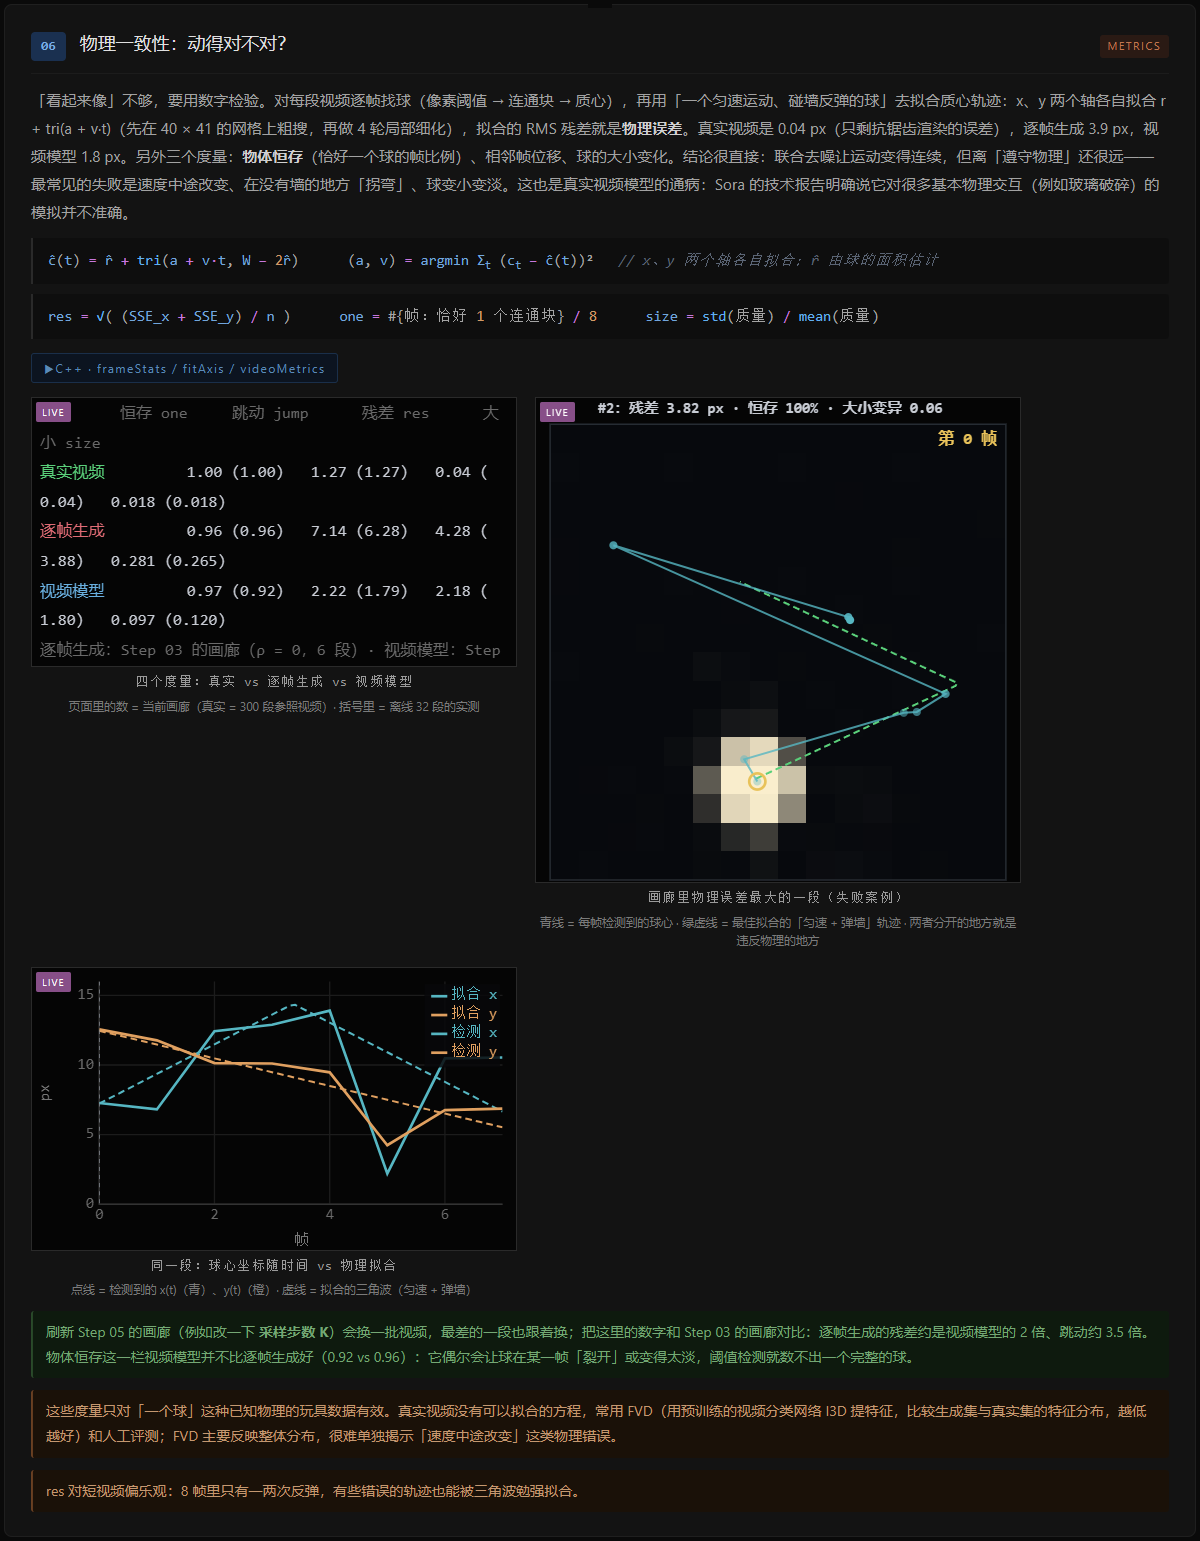 06 物理一致性：动得对不对？
METRICS
「看起来像」不够，要用数字检验。对每段视频逐帧找球（像素阈值 → 连通块 → 质心），再用「一个匀速运动、碰墙反弹的球」去拟合质心轨迹：x、y 两个轴各自拟合 r
+ tri(a + v·t)（先在 40 × 41 的网格上粗搜，再做 4 轮局部细化），拟合的 RMS 残差就是物理误差。真实视频是 0.04 px（只剩抗锯齿渲染的误差），逐帧生成 3.9 px，视
频模型 1.8 px。另外三个度量：物体恒存（恰好一个球的帧比例）、相邻帧位移、球的大小变化。结论很直接：联合去噪让运动变得连续，但离「遵守物理」还很远——
最常见的失败是速度中途改变、在没有墙的地方「拐弯」、球变小变淡。这也是真实视频模型的通病：Sora 的技术报告明确说它对很多基本物理交互（例如玻璃破碎）的
模拟并不准确。
ĉ(t) = r̂ + tri(a + v·t, W − 2r̂)      (a, v) = argmin Σₜ (cₜ − ĉ(t))²   // x、y 两个轴各自拟合；r̂ 由球的面积估计
res = √( (SSE_x + SSE_y) / n )      one = #{帧：恰好 1 个连通块} / 8      size = std(质量) / mean(质量)
▶C++ · frameStats / fitAxis / videoMetrics
LIVE
恒存 one     跳动 jump      残差 res      大
小 size
真实视频         1.00 (1.00)   1.27 (1.27)   0.04 (
0.04)   0.018 (0.018)
逐帧生成         0.96 (0.96)   7.14 (6.28)   4.28 (
3.88)   0.281 (0.265)
视频模型         0.97 (0.92)   2.22 (1.79)   2.18 (
1.80)   0.097 (0.120)
逐帧生成：Step 03 的画廊（ρ = 0，6 段）· 视频模型：Step
四个度量：真实 vs 逐帧生成 vs 视频模型
页面里的数 = 当前画廊（真实 = 300 段参照视频）· 括号里 = 离线 32 段的实测
LIVE
#2：残差 3.82 px · 恒存 100% · 大小变异 0.06
第 0 帧
画廊里物理误差最大的一段（失败案例）
青线 = 每帧检测到的球心 · 绿虚线 = 最佳拟合的「匀速 + 弹墙」轨迹 · 两者分开的地方就是
违反物理的地方
LIVE
拟合 x
拟合 y
检测 x
检测 y
15
10
5
0
px
0 2 4 6
帧
同一段：球心坐标随时间 vs 物理拟合
点线 = 检测到的 x(t)（青）、y(t)（橙）· 虚线 = 拟合的三角波（匀速 + 弹墙）
刷新 Step 05 的画廊（例如改一下 采样步数 K）会换一批视频，最差的一段也跟着换；把这里的数字和 Step 03 的画廊对比：逐帧生成的残差约是视频模型的 2 倍、跳动约 3.5 倍。
物体恒存这一栏视频模型并不比逐帧生成好（0.92 vs 0.96）：它偶尔会让球在某一帧「裂开」或变得太淡，阈值检测就数不出一个完整的球。
这些度量只对「一个球」这种已知物理的玩具数据有效。真实视频没有可以拟合的方程，常用 FVD（用预训练的视频分类网络 I3D 提特征，比较生成集与真实集的特征分布，越低
越好）和人工评测；FVD 主要反映整体分布，很难单独揭示「速度中途改变」这类物理错误。
res 对短视频偏乐观：8 帧里只有一两次反弹，有些错误的轨迹也能被三角波勉强拟合。